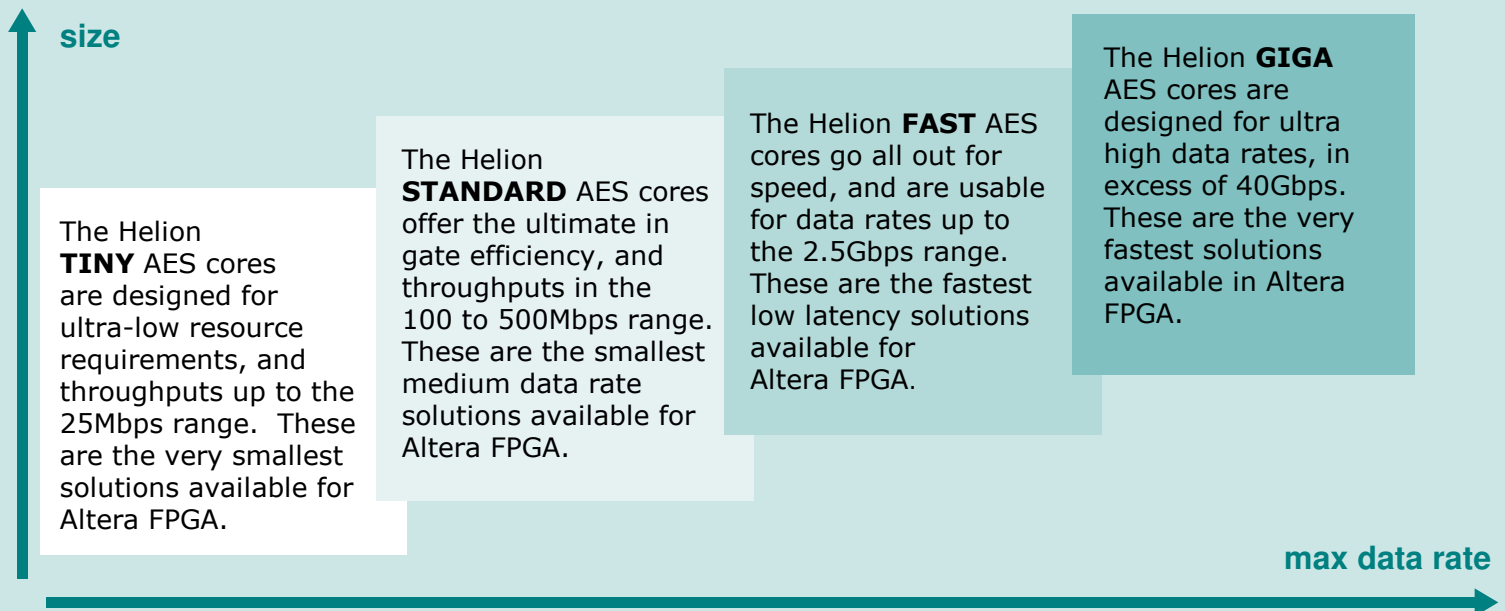 size
The Helion
TINY AES cores
are designed for
ultra-low resource
requirements, and
throughputs up to the
25Mbps range.  These
are the very smallest
solutions available for
Altera FPGA.
The Helion
STANDARD AES cores
offer the ultimate in
gate efficiency, and
throughputs in the
100 to 500Mbps range.
These are the smallest
medium data rate
solutions available for
Altera FPGA.
The Helion FAST AES
cores go all out for
speed, and are usable
for data rates up to
the 2.5Gbps range.
These are the fastest
low latency solutions
available for
Altera FPGA.
The Helion GIGA
AES cores are
designed for ultra
high data rates, in
excess of 40Gbps.
These are the very
fastest solutions
available in Altera
FPGA.
max data rate